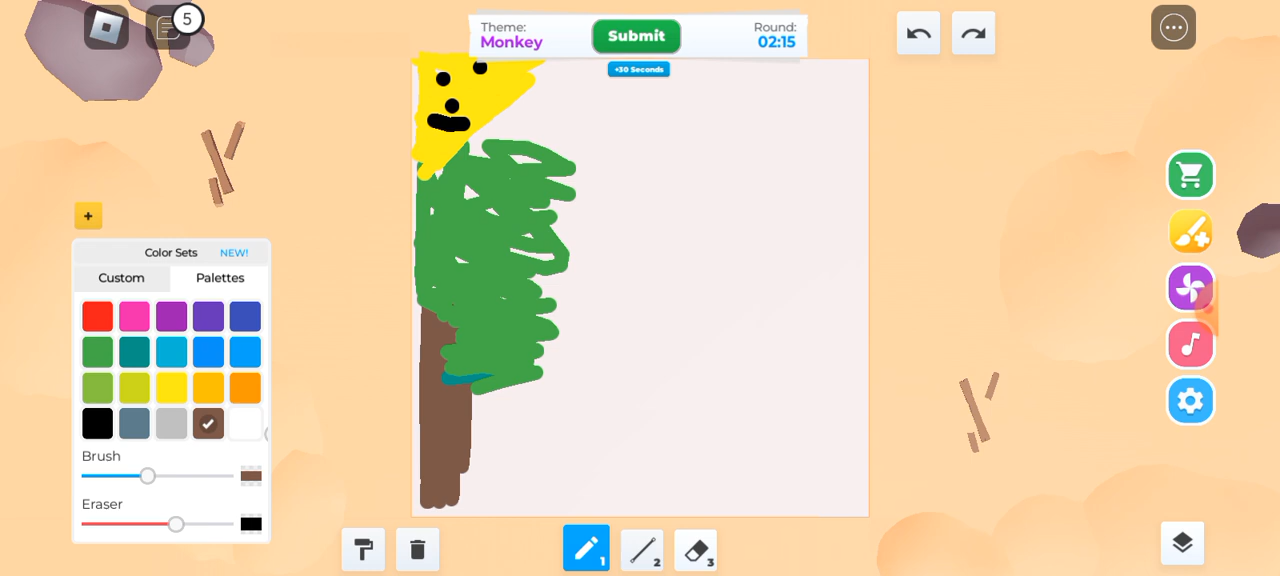 5
Theme:
Monkey
Submit
Round:
02:15
+30 Seconds
+
Color Sets NEW!
Custom Palettes
Brush
Eraser
1
2
3